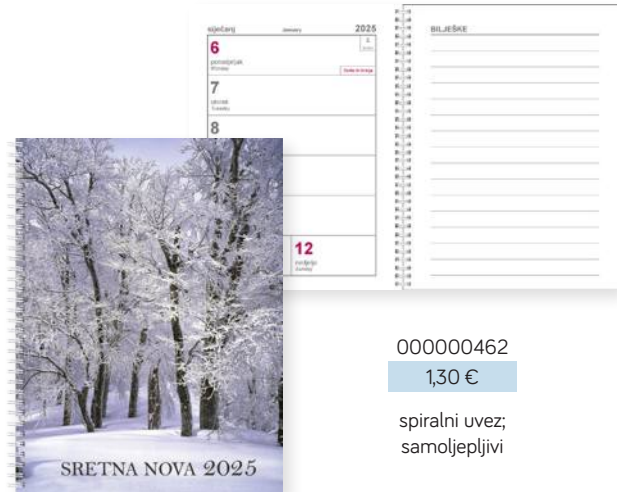 siječanj January 2025
6
ponedjeljak
Monday
7
utorak
Tuesday
8
12
nedjelja
Sunday
BILJEŠKE
SRETNA NOVA 2025
000000462
1,30 €
spiralni uvez;
samoljepljivi